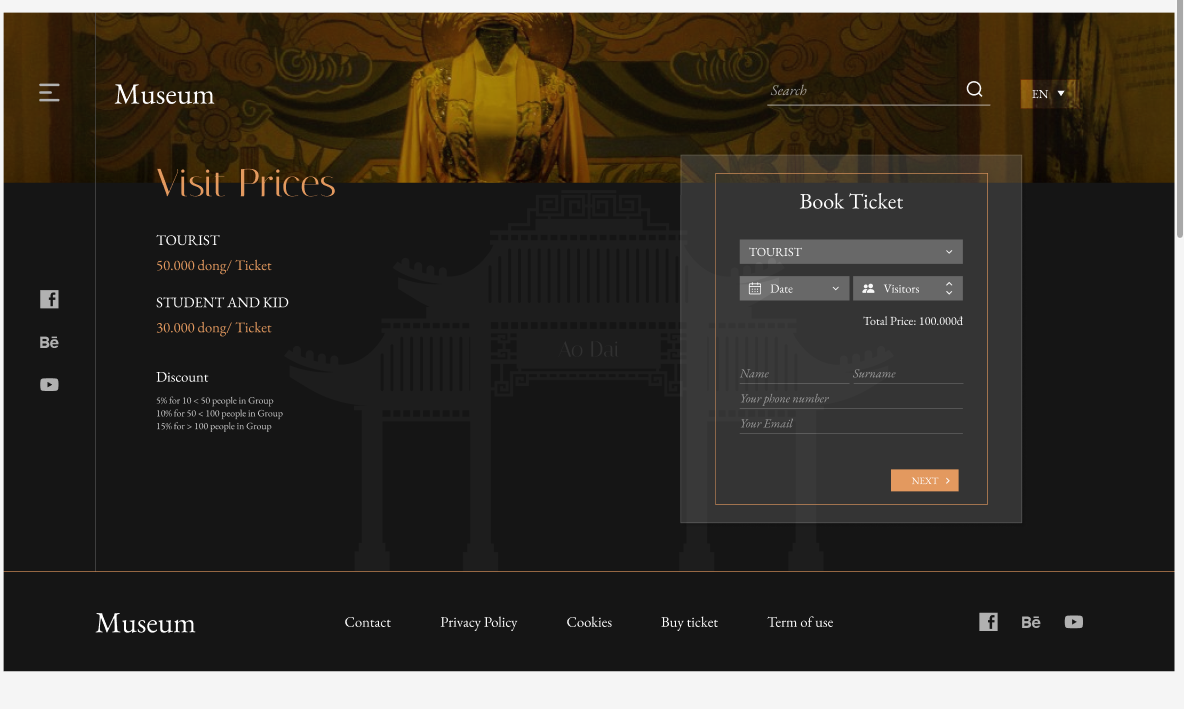 Museum
Search
EN
Visit Prices
TOURIST
50.000 dong/ Ticket
STUDENT AND KID
30.000 dong/ Ticket
Discount
5% for 10 < 50 people in Group
10% for 50 < 100 people in Group
15% for > 100 people in Group
Ao Dai
Book Ticket
TOURIST
Date
Visitors
Total Price: 100.000đ
Name
Surname
Your phone number
Your Email
NEXT
Bē
Museum
Contact
Privacy Policy
Cookies
Buy ticket
Term of use
Bē